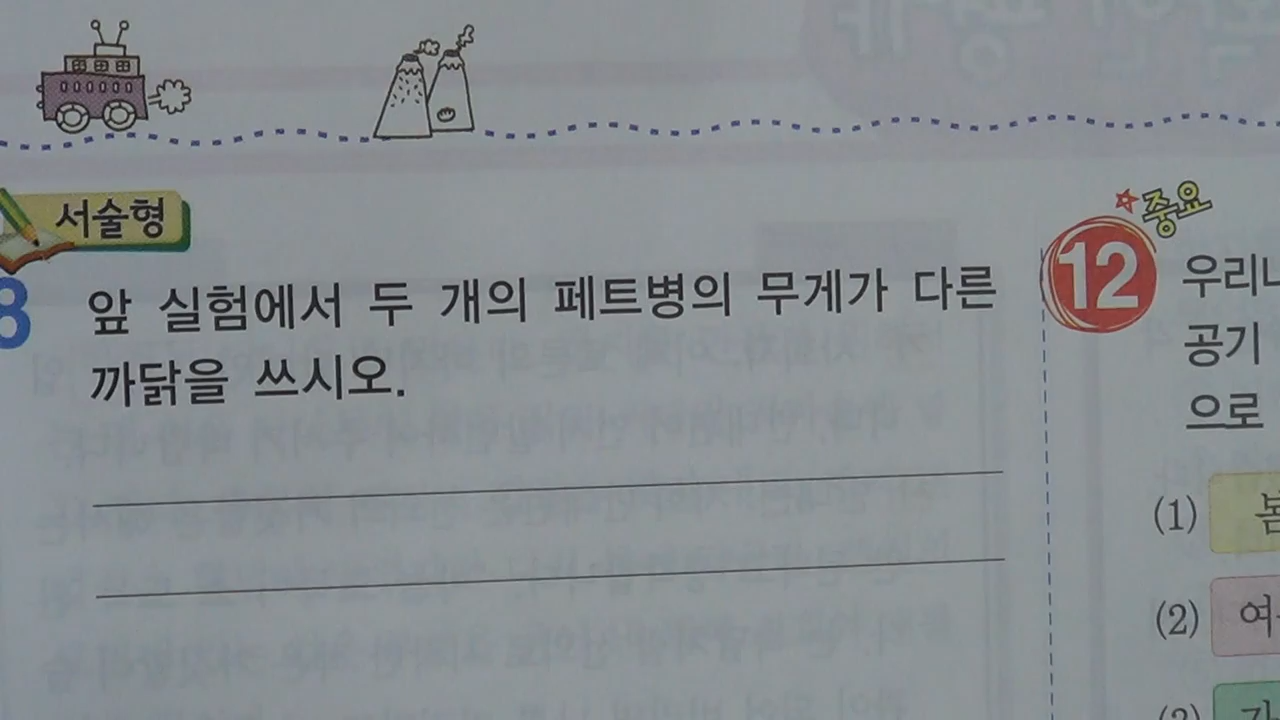 서술형
8 앞 실험에서 두 개의 페트병의 무게가 다른
까닭을 쓰시오.
중요
12 우리나
공기
으로
(1) 봄
(2)
(3)